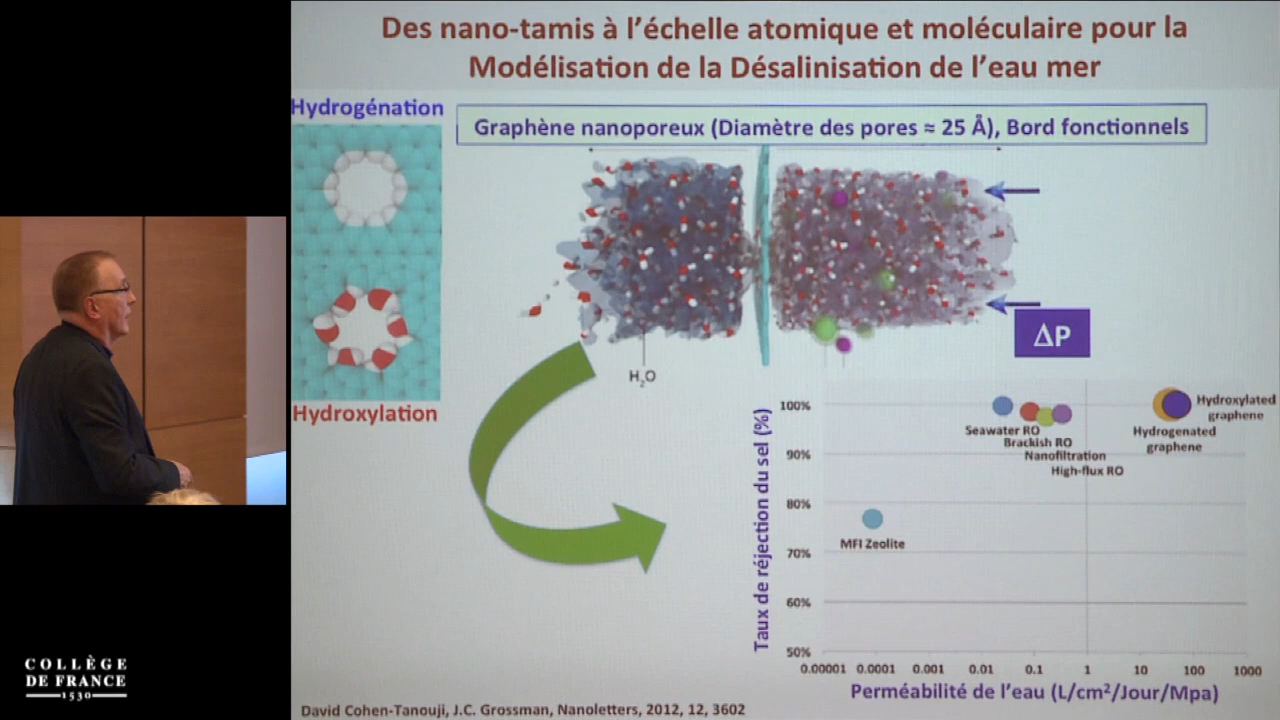 Des nano-tamis à l'échelle atomique et moléculaire pour la
Modélisation de la Désalinisation de l'eau mer
Hydrogénation
Graphène nanoporeux (Diamètre des pores ≈ 25 Å), Bord fonctionnels
ΔP
H₂O
Hydroxylation
Taux de réjection du sel (%)
100%
90%
80%
70%
60%
50%
Seawater RO
Brackish RO
Nanofiltration
High-flux RO
Hydroxylated
graphene
Hydrogenated
graphene
MFI Zeolite
0.00001 0.0001 0.001 0.01 0.1 1 10 100 1000
Perméabilité de l'eau (L/cm²/Jour/Mpa)
COLLÈGE
DE FRANCE
1530
David Cohen-Tanouji, J.C. Grossman, Nanoletters, 2012, 12, 3602